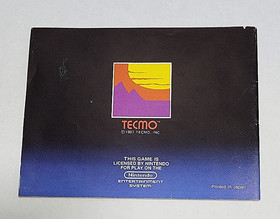 TECMO™
© 1987 TECMO, INC
THIS GAME IS
LICENSED BY NINTENDO
FOR PLAY ON THE
Nintendo
ENTERTAINMENT
SYSTEM
Printed in Japan